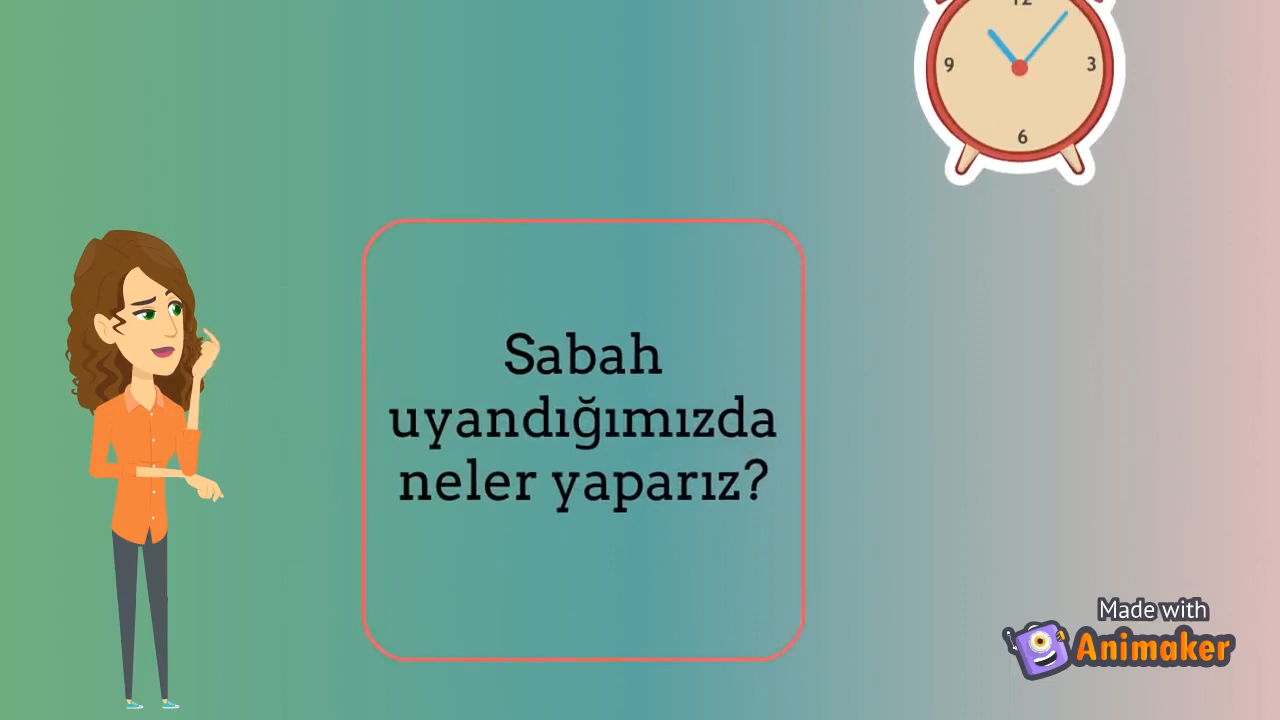 12
9
3
6
Sabah
uyandığımızda
neler yaparız?
Made with
Animaker